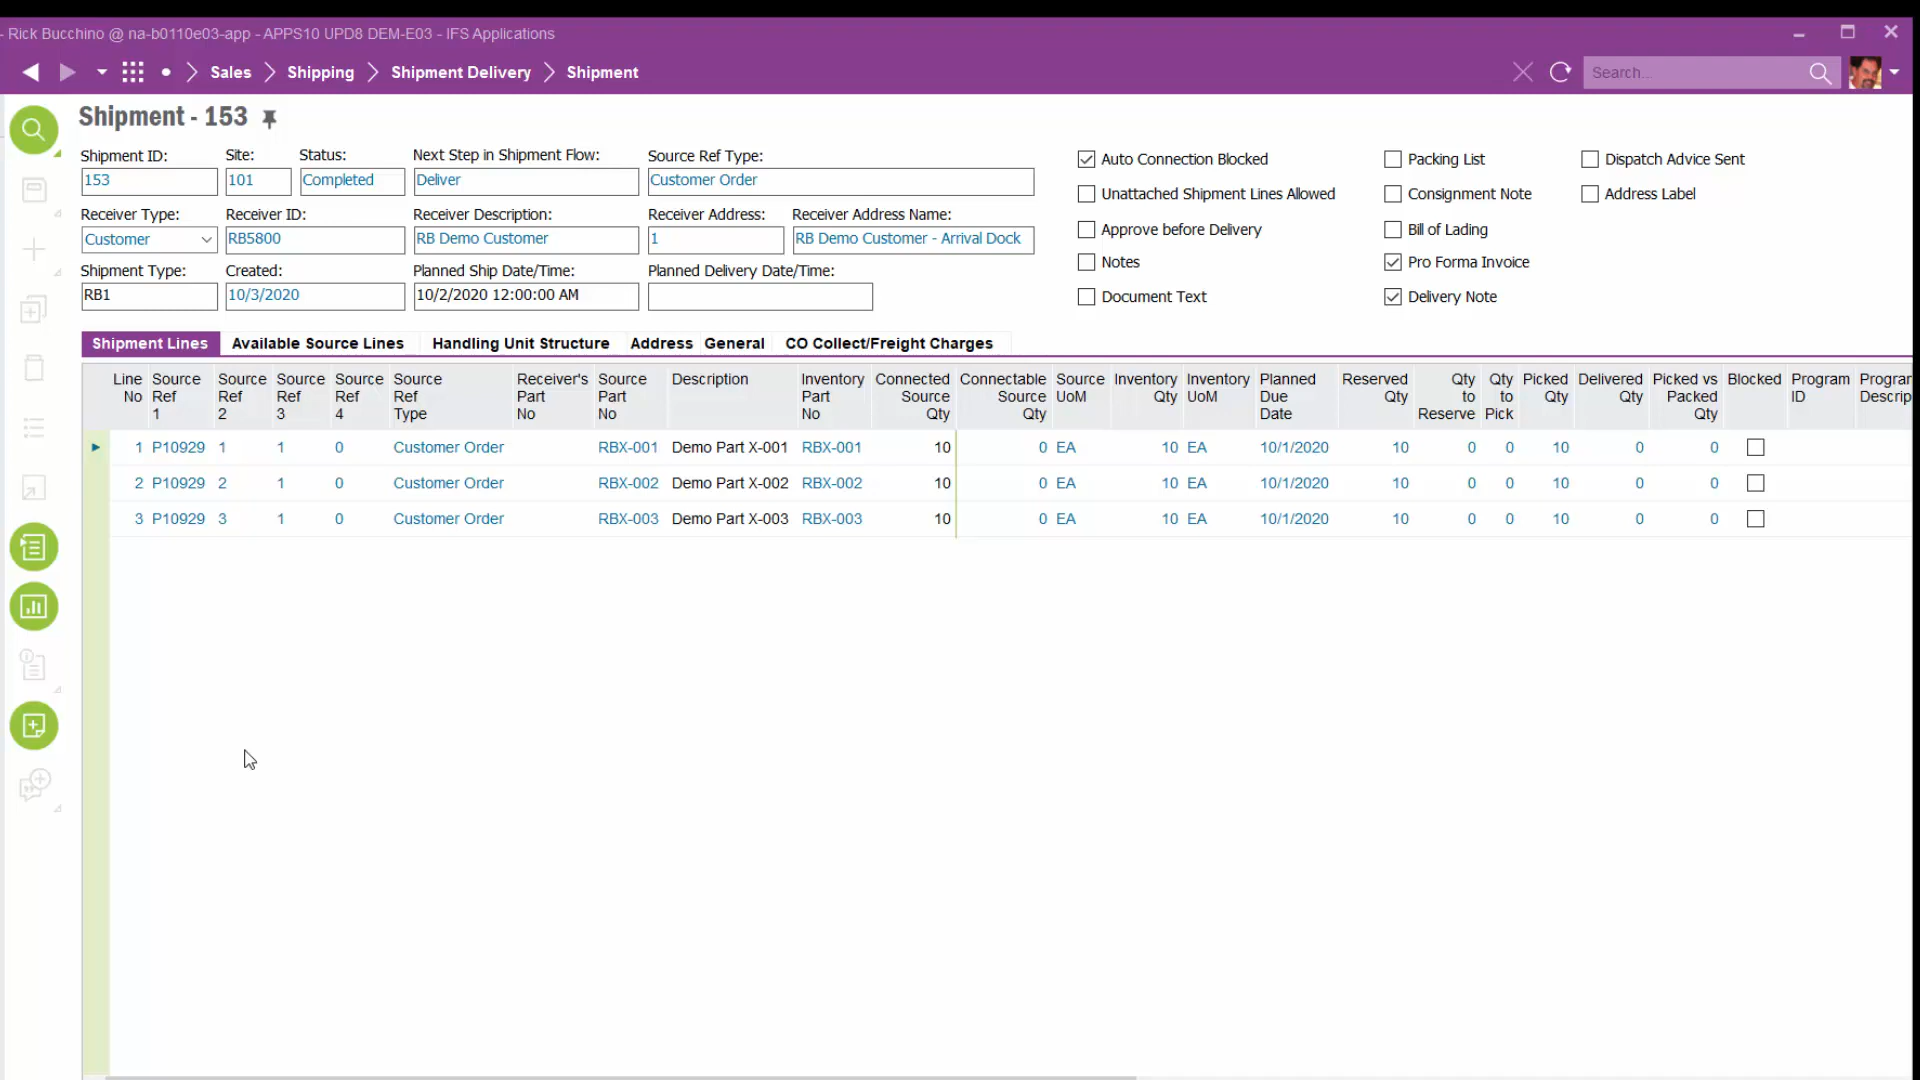 - Rick Bucchino @ na-b0110e03-app - APPS10 UPD8 DEM-E03 - IFS Applications
Sales Shipping Shipment Delivery Shipment Search...
Shipment - 153
Shipment ID: Site: Status: Next Step in Shipment Flow: Source Ref Type:
153 101 Completed Deliver Customer Order
Receiver Type: Receiver ID: Receiver Description: Receiver Address: Receiver Address Name:
Customer RB5800 RB Demo Customer 1 RB Demo Customer - Arrival Dock
Shipment Type: Created: Planned Ship Date/Time: Planned Delivery Date/Time:
RB1 10/3/2020 10/2/2020 12:00:00 AM
Auto Connection Blocked Packing List Dispatch Advice Sent
Unattached Shipment Lines Allowed Consignment Note Address Label
Approve before Delivery Bill of Lading
Notes Pro Forma Invoice
Document Text Delivery Note
Shipment Lines Available Source Lines Handling Unit Structure Address General CO Collect/Freight Charges
Line Source Source Source Source Source Receiver's Source Description Inventory Connected Connectable Source Inventory Inventory Planned Reserved Qty Qty Picked Delivered Picked vs Blocked Program Prograr
No Ref Ref Ref Ref Ref Part Part Part Source Source UoM Qty UoM Due Qty to to Qty Qty Packed ID Descrip
1 2 3 4 Type No No No Qty Qty Date Reserve Pick Qty
1 P10929 1 1 0 Customer Order RBX-001 Demo Part X-001 RBX-001 10 0 EA 10 EA 10/1/2020 10 0 0 10 0 0
2 P10929 2 1 0 Customer Order RBX-002 Demo Part X-002 RBX-002 10 0 EA 10 EA 10/1/2020 10 0 0 10 0 0
3 P10929 3 1 0 Customer Order RBX-003 Demo Part X-003 RBX-003 10 0 EA 10 EA 10/1/2020 10 0 0 10 0 0